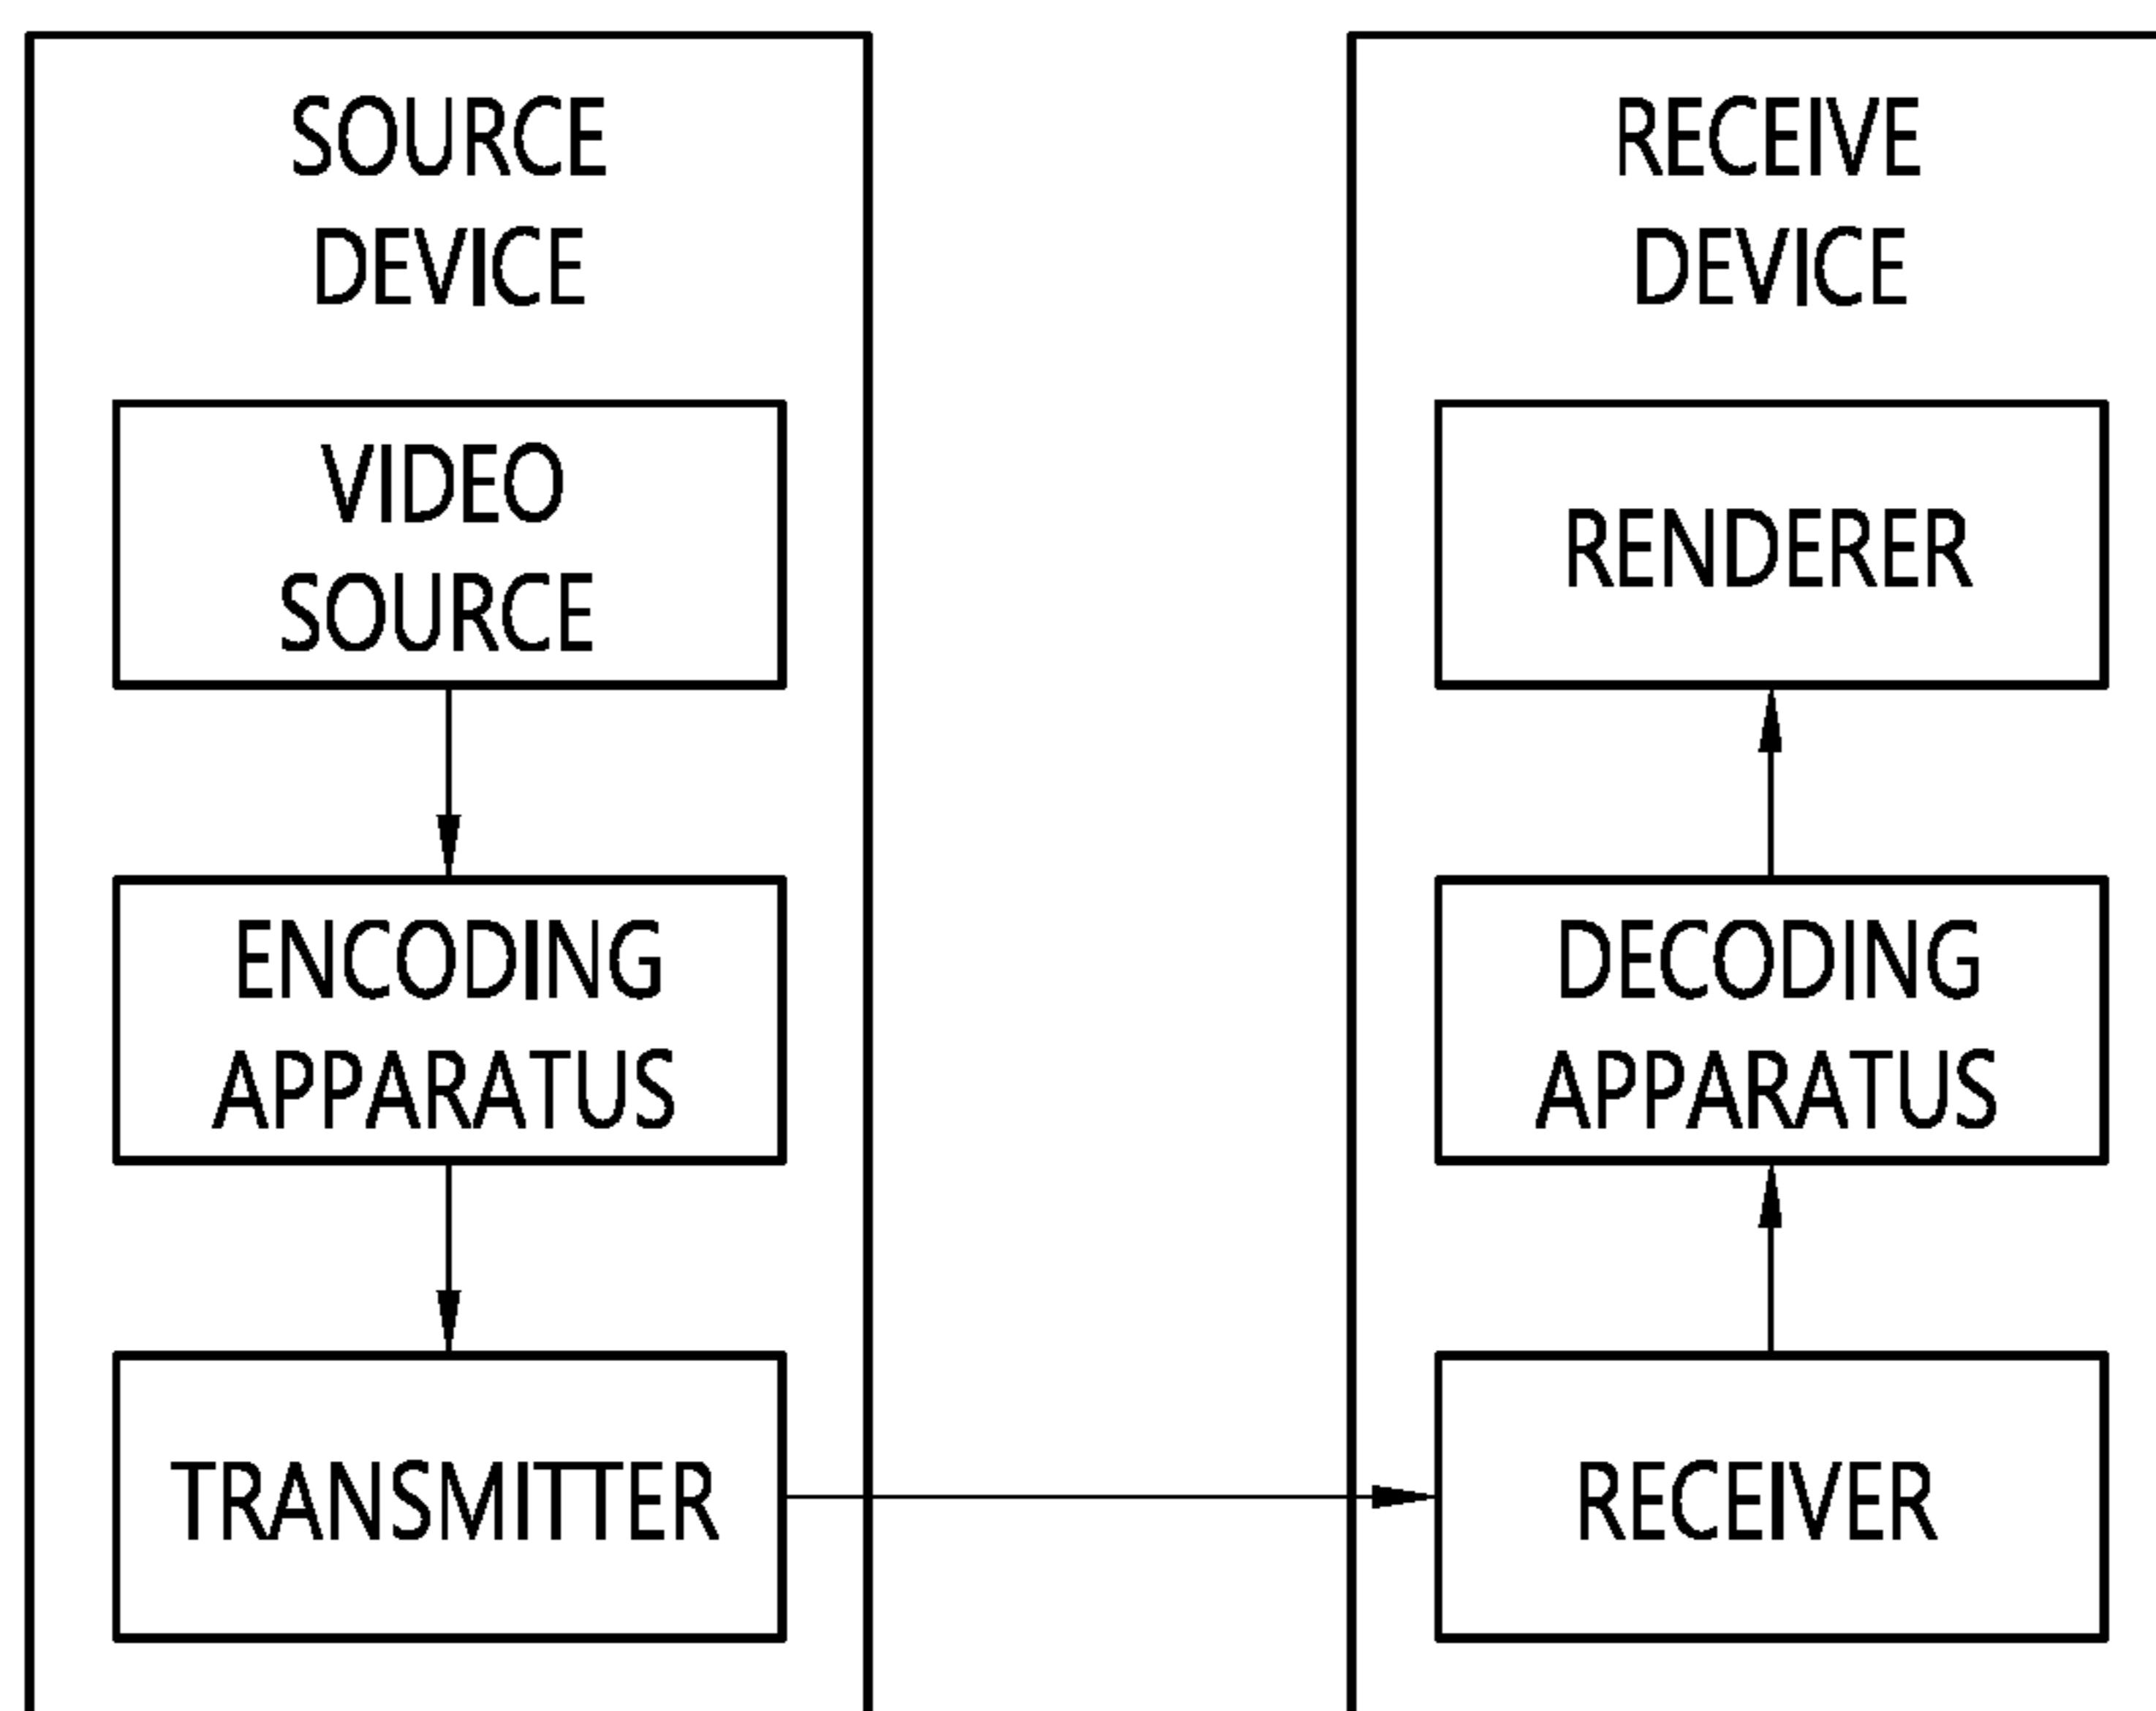 SOURCE
DEVICE
VIDEO
SOURCE
ENCODING
APPARATUS
TRANSMITTER
RECEIVE
DEVICE
RENDERER
DECODING
APPARATUS
RECEIVER